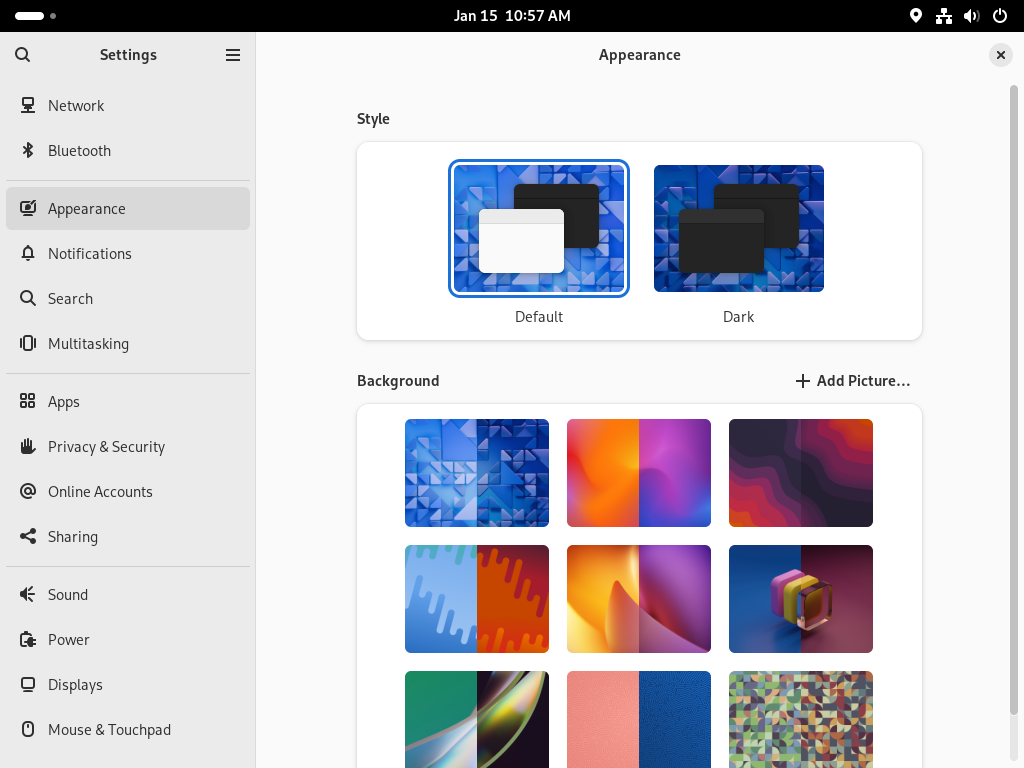 Jan 15  10:57 AM
Settings
Appearance
Network
Bluetooth
Appearance
Notifications
Search
Multitasking
Apps
Privacy & Security
Online Accounts
Sharing
Sound
Power
Displays
Mouse & Touchpad
Style
Default
Dark
Background
Add Picture…